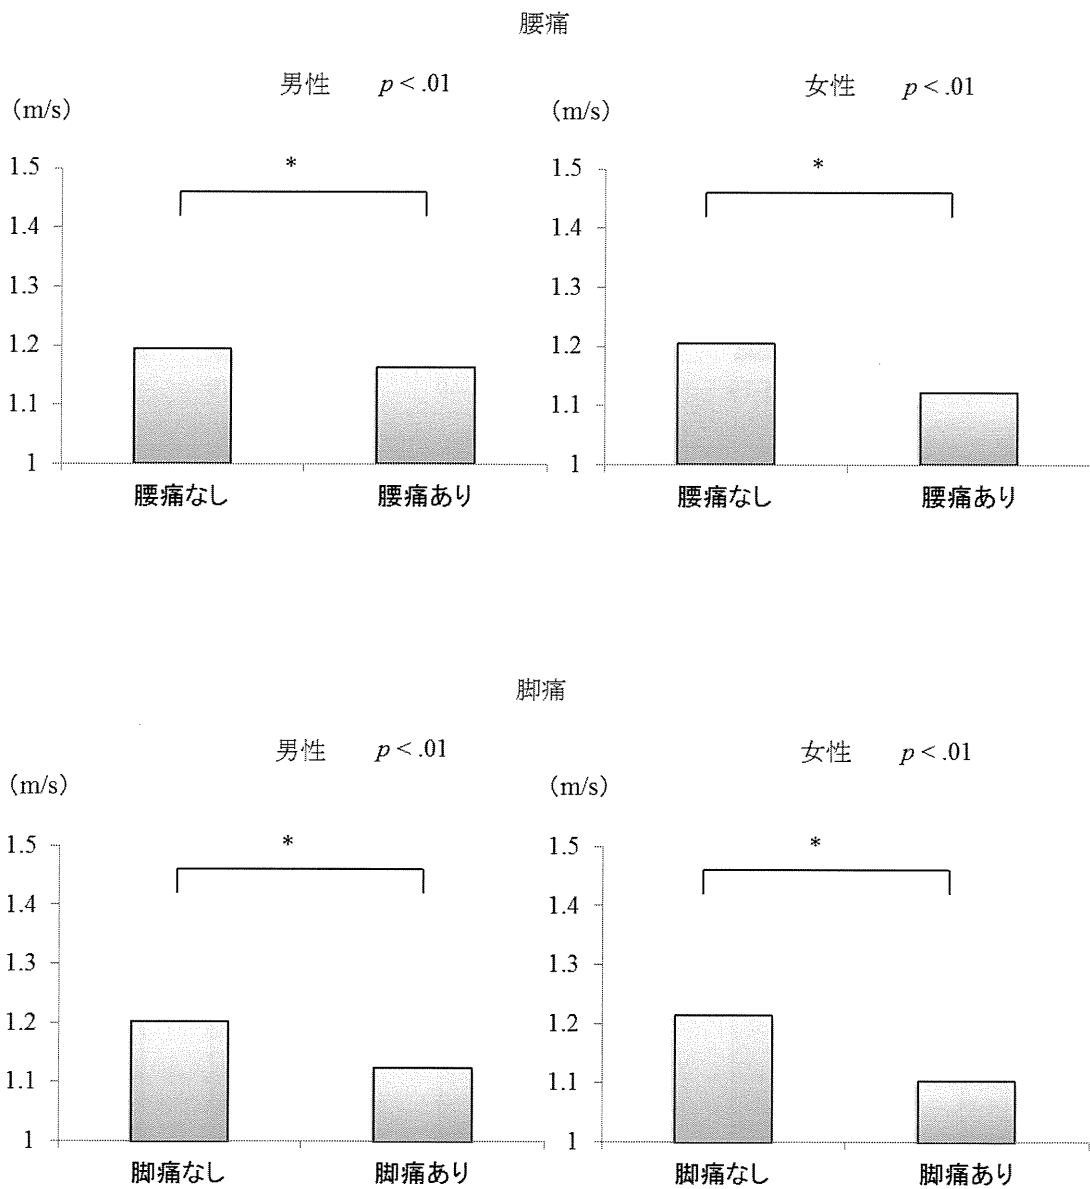 腰痛
男性 p < .01
(m/s)
*
1.5
1.4
1.3
1.2
1.1
1
腰痛なし 腰痛あり
女性 p < .01
(m/s)
*
1.5
1.4
1.3
1.2
1.1
1
腰痛なし 腰痛あり
脚痛
男性 p < .01
(m/s)
*
1.5
1.4
1.3
1.2
1.1
1
脚痛なし 脚痛あり
女性 p < .01
(m/s)
*
1.5
1.4
1.3
1.2
1.1
1
脚痛なし 脚痛あり